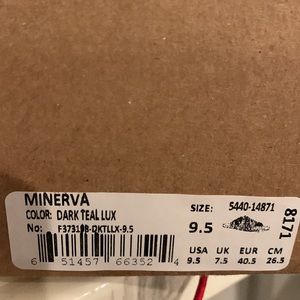 MINERVA
COLOR: DARK TEAL LUX
No: F373198-DKTLLX-9.5
6 51457 66352 4
SIZE: 5440-14871
9.5
USA UK EUR CM
9.5 7.5 40.5 26.5
8171